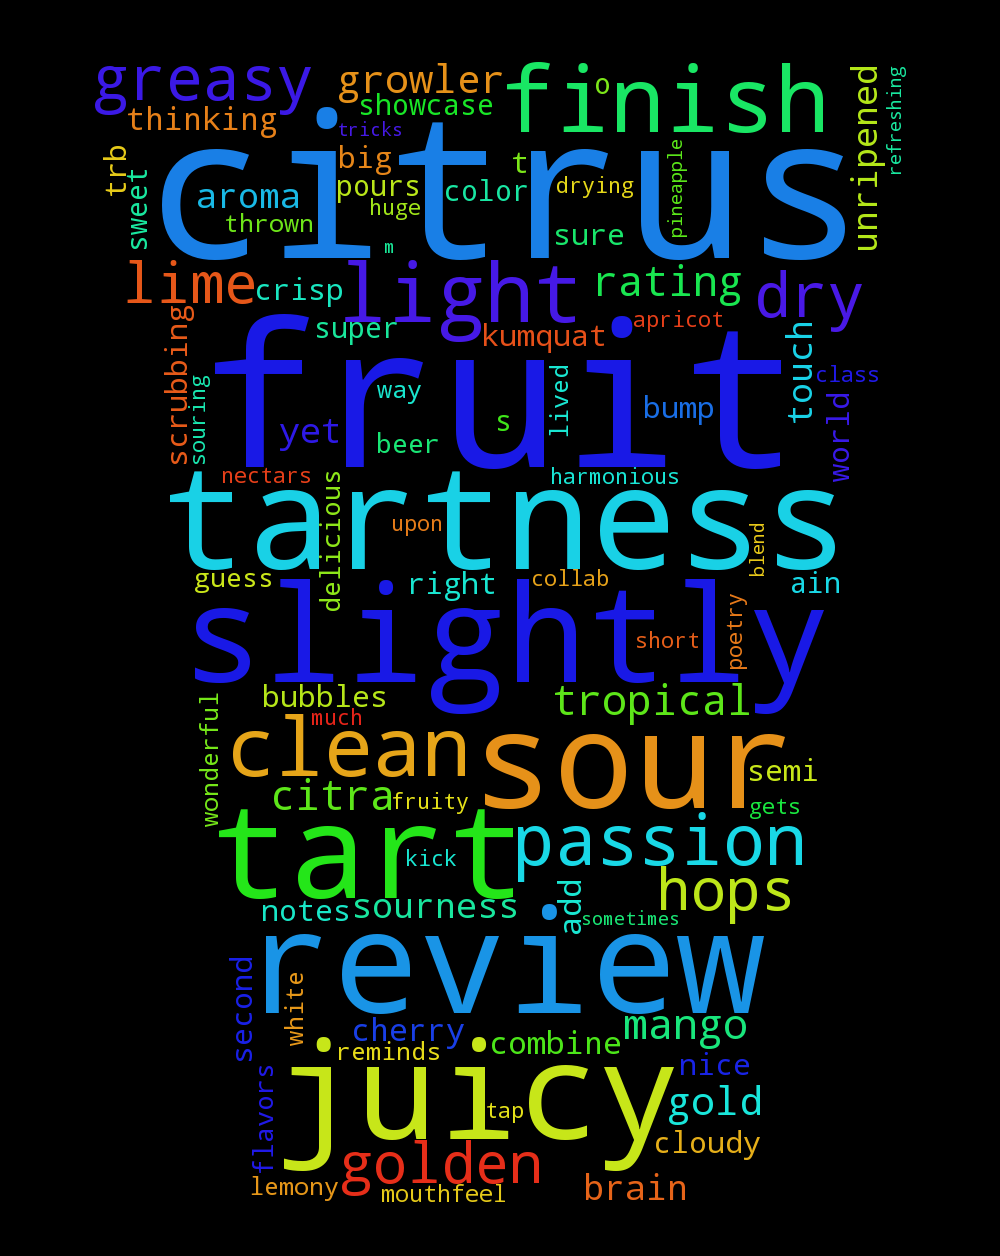 greasy
growler
finish
thinking
showcase
o
unripened
refreshing
citrus
tricks
trb
big
t
pineapple
sweet
aroma
pours
color
drying
thrown
huge
m
sure
lime
crisp
light
rating
dry
scrubbing
super
kumquat
apricot
touch
fruit
souring
way
lived
class
yet
s
bump
world
beer
nectars
harmonious
tartness
delicious
upon
blend
guess
right
collab
ain
slightly
short
poetry
bubbles
tropical
wonderful
much
clean
sour
semi
citra
fruity
gets
tart
kick
passion
notes
sourness
add
hops
sometimes
review
second
white
cherry
combine
mango
reminds
nice
juicy
tap
gold
flavors
cloudy
golden
lemony
mouthfeel
brain